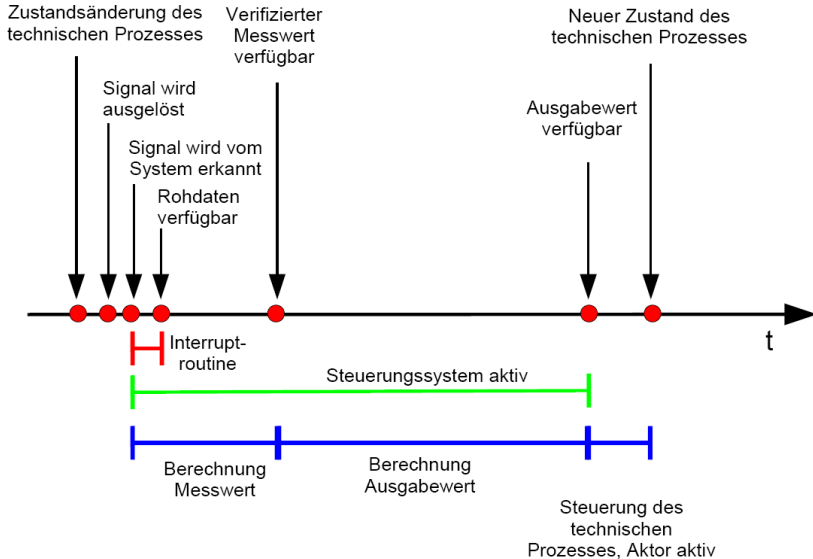 Zustandsänderung des
technischen Prozesses
Verifizierter
Messwert
verfügbar
Neuer Zustand des
technischen Prozesses
Signal wird
ausgelöst
Ausgabewert
verfügbar
Signal wird vom
System erkannt
Rohdaten
verfügbar
t
Interrupt-
routine
Steuerungssystem aktiv
Berechnung
Messwert
Berechnung
Ausgabewert
Steuerung des
technischen
Prozesses, Aktor aktiv